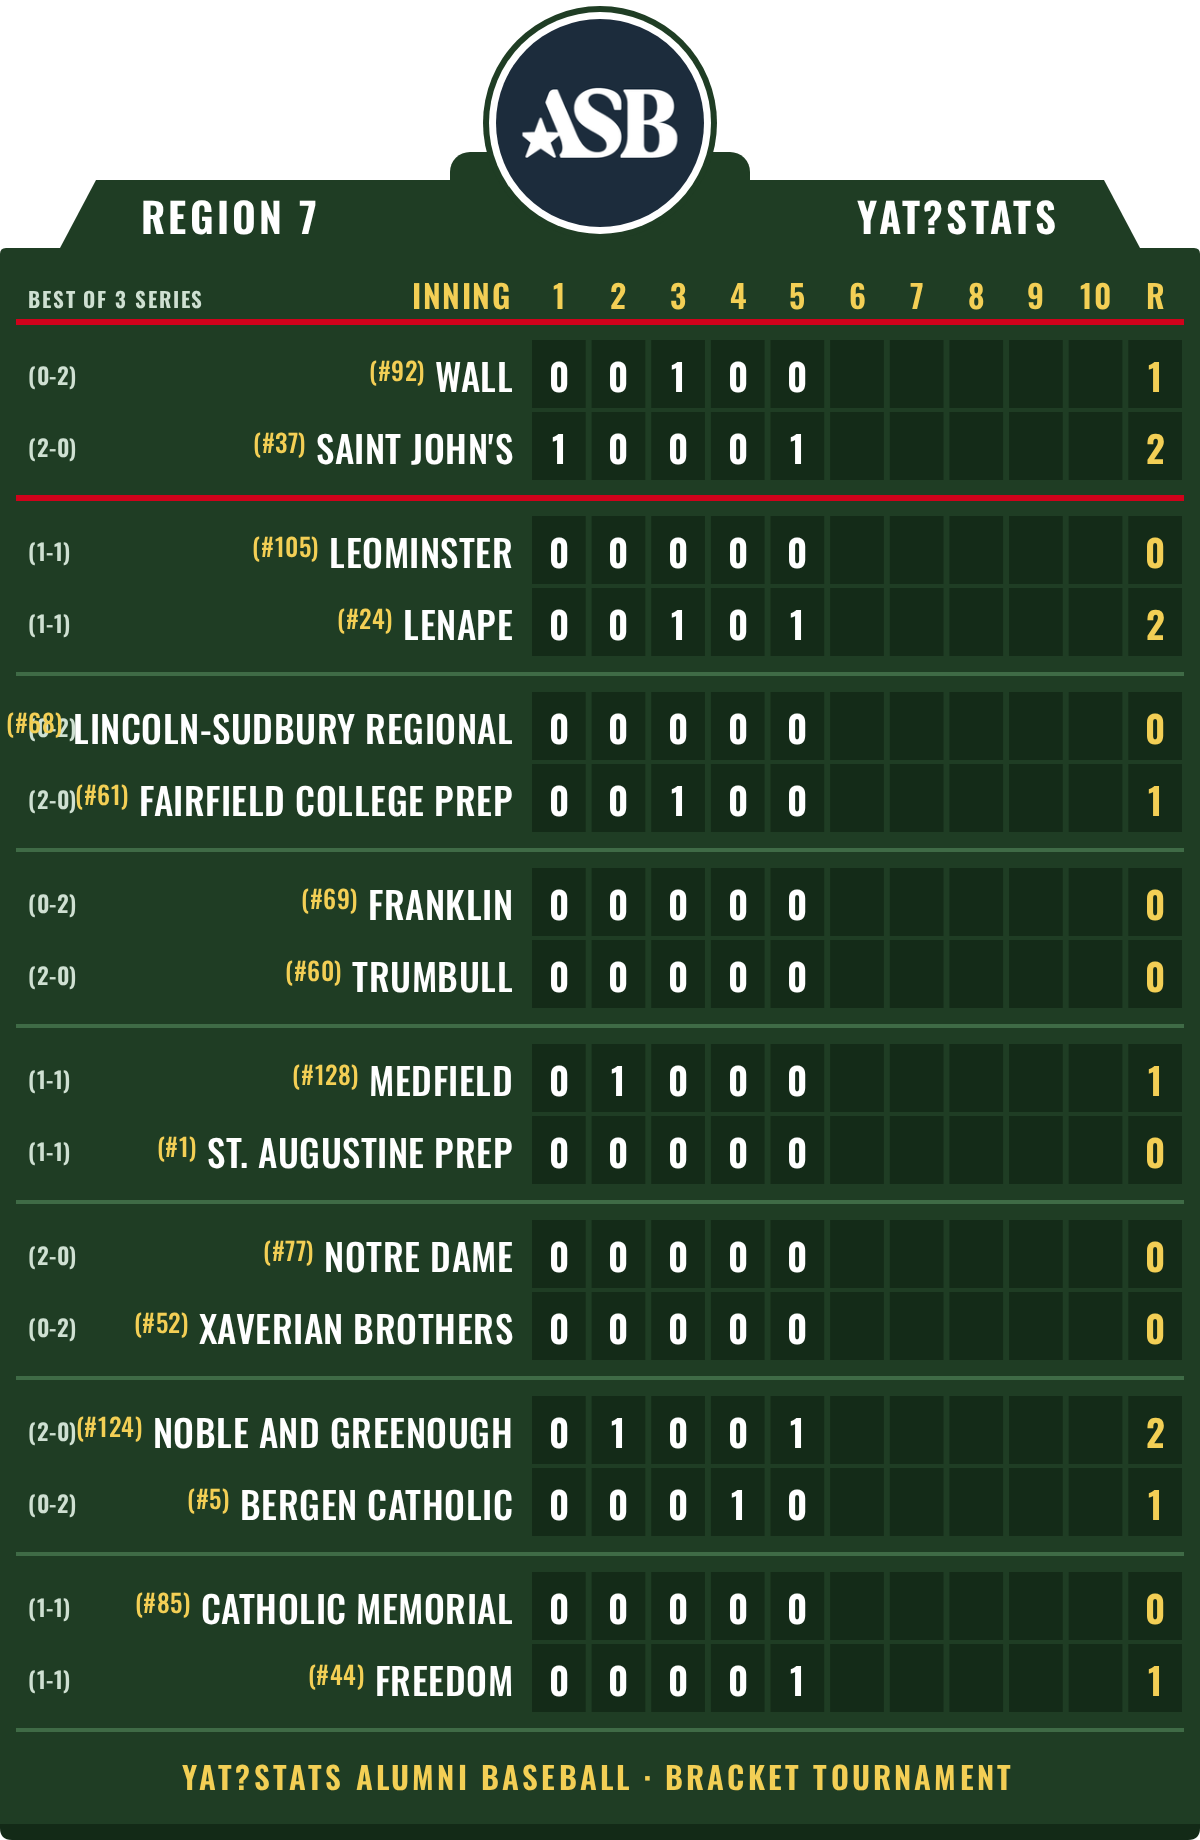 ASB
REGION 7 YAT?STATS
BEST OF 3 SERIES INNING 1 2 3 4 5 6 7 8 9 10 R
(0-2) (#92) WALL 0 0 1 0 0 1
(2-0) (#37) SAINT JOHN'S 1 0 0 0 1 2
(1-1) (#105) LEOMINSTER 0 0 0 0 0 0
(1-1) (#24) LENAPE 0 0 1 0 1 2
(0-2) (#68) LINCOLN-SUDBURY REGIONAL 0 0 0 0 0 0
(2-0) (#61) FAIRFIELD COLLEGE PREP 0 0 1 0 0 1
(0-2) (#69) FRANKLIN 0 0 0 0 0 0
(2-0) (#60) TRUMBULL 0 0 0 0 0 0
(1-1) (#128) MEDFIELD 0 1 0 0 0 1
(1-1) (#1) ST. AUGUSTINE PREP 0 0 0 0 0 0
(2-0) (#77) NOTRE DAME 0 0 0 0 0 0
(0-2) (#52) XAVERIAN BROTHERS 0 0 0 0 0 0
(2-0) (#124) NOBLE AND GREENOUGH 0 1 0 0 1 2
(0-2) (#5) BERGEN CATHOLIC 0 0 0 1 0 1
(1-1) (#85) CATHOLIC MEMORIAL 0 0 0 0 0 0
(1-1) (#44) FREEDOM 0 0 0 0 1 1
YAT?STATS ALUMNI BASEBALL · BRACKET TOURNAMENT